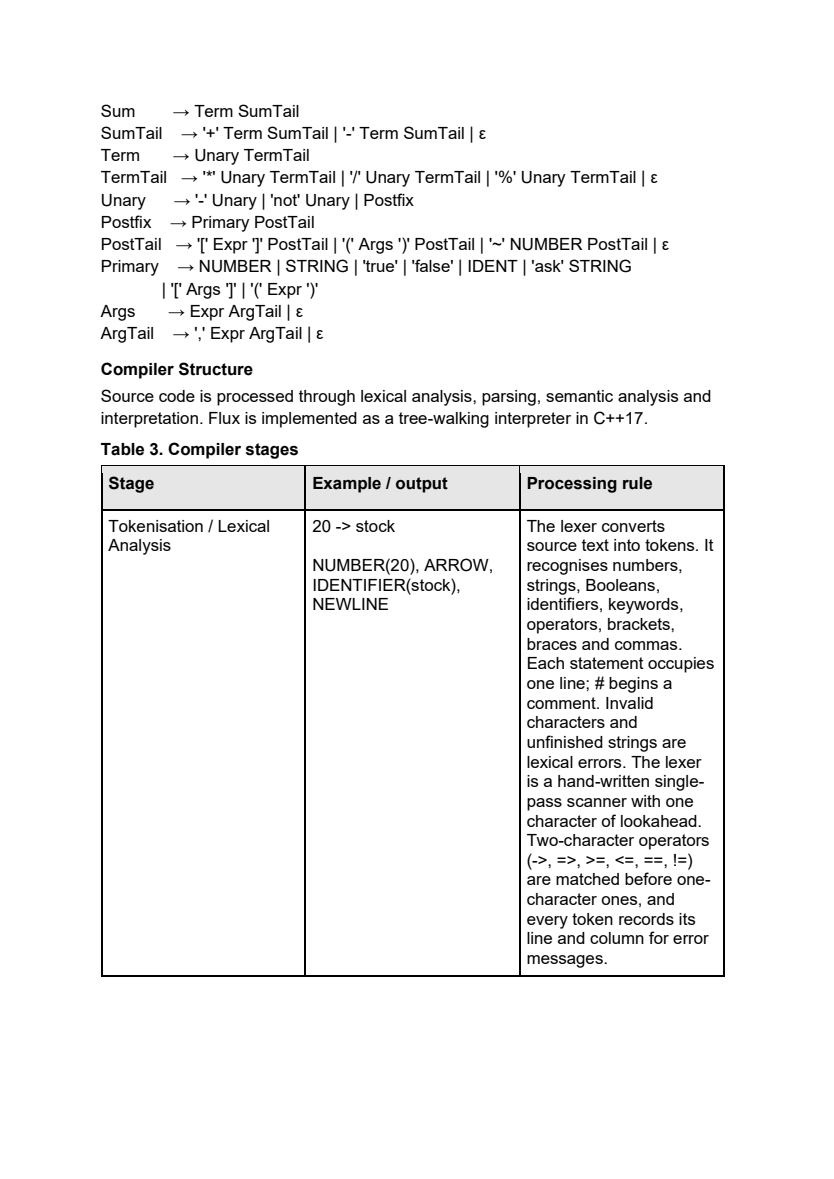 Sum → Term SumTail
SumTail → '+' Term SumTail | '-' Term SumTail | ε
Term → Unary TermTail
TermTail → '*' Unary TermTail | '/' Unary TermTail | '%' Unary TermTail | ε
Unary → '-' Unary | 'not' Unary | Postfix
Postfix → Primary PostTail
PostTail → '[' Expr ']' PostTail | '(' Args ')' PostTail | '~' NUMBER PostTail | ε
Primary → NUMBER | STRING | 'true' | 'false' | IDENT | 'ask' STRING
| '[' Args ']' | '(' Expr ')'
Args → Expr ArgTail | ε
ArgTail → ',' Expr ArgTail | ε
Compiler Structure
Source code is processed through lexical analysis, parsing, semantic analysis and
interpretation. Flux is implemented as a tree-walking interpreter in C++17.
Table 3. Compiler stages
Stage
Example / output
Processing rule
Tokenisation / Lexical
Analysis
20 -> stock
NUMBER(20), ARROW,
IDENTIFIER(stock),
NEWLINE
The lexer converts
source text into tokens. It
recognises numbers,
strings, Booleans,
identifiers, keywords,
operators, brackets,
braces and commas.
Each statement occupies
one line; # begins a
comment. Invalid
characters and
unfinished strings are
lexical errors. The lexer
is a hand-written single-
pass scanner with one
character of lookahead.
Two-character operators
(->, =>, >=, <=, ==, !=)
are matched before one-
character ones, and
every token records its
line and column for error
messages.